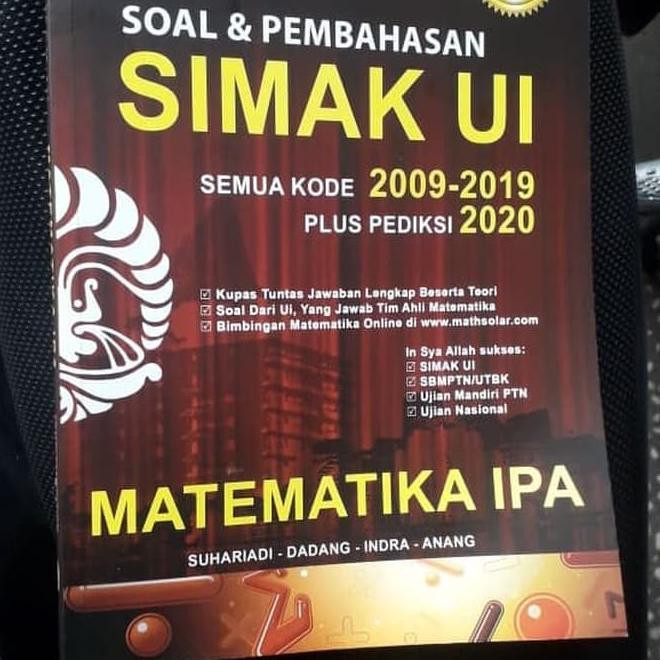 SOAL & PEMBAHASAN
SIMAK UI
SEMUA KODE 2009-2019
PLUS PEDIKSI 2020
☑ Kupas Tuntas Jawaban Lengkap Beserta Teori
☑ Soal Dari Ui, Yang Jawab Tim Ahli Matematika
☑ Bimbingan Matematika Online di www.mathsolar.com
In Sya Allah sukses:
☑ SIMAK UI
☑ SBMPTN/UTBK
☑ Ujian Mandiri PTN
☑ Ujian Nasional
MATEMATIKA IPA
SUHARIADI - DADANG - INDRA - ANANG